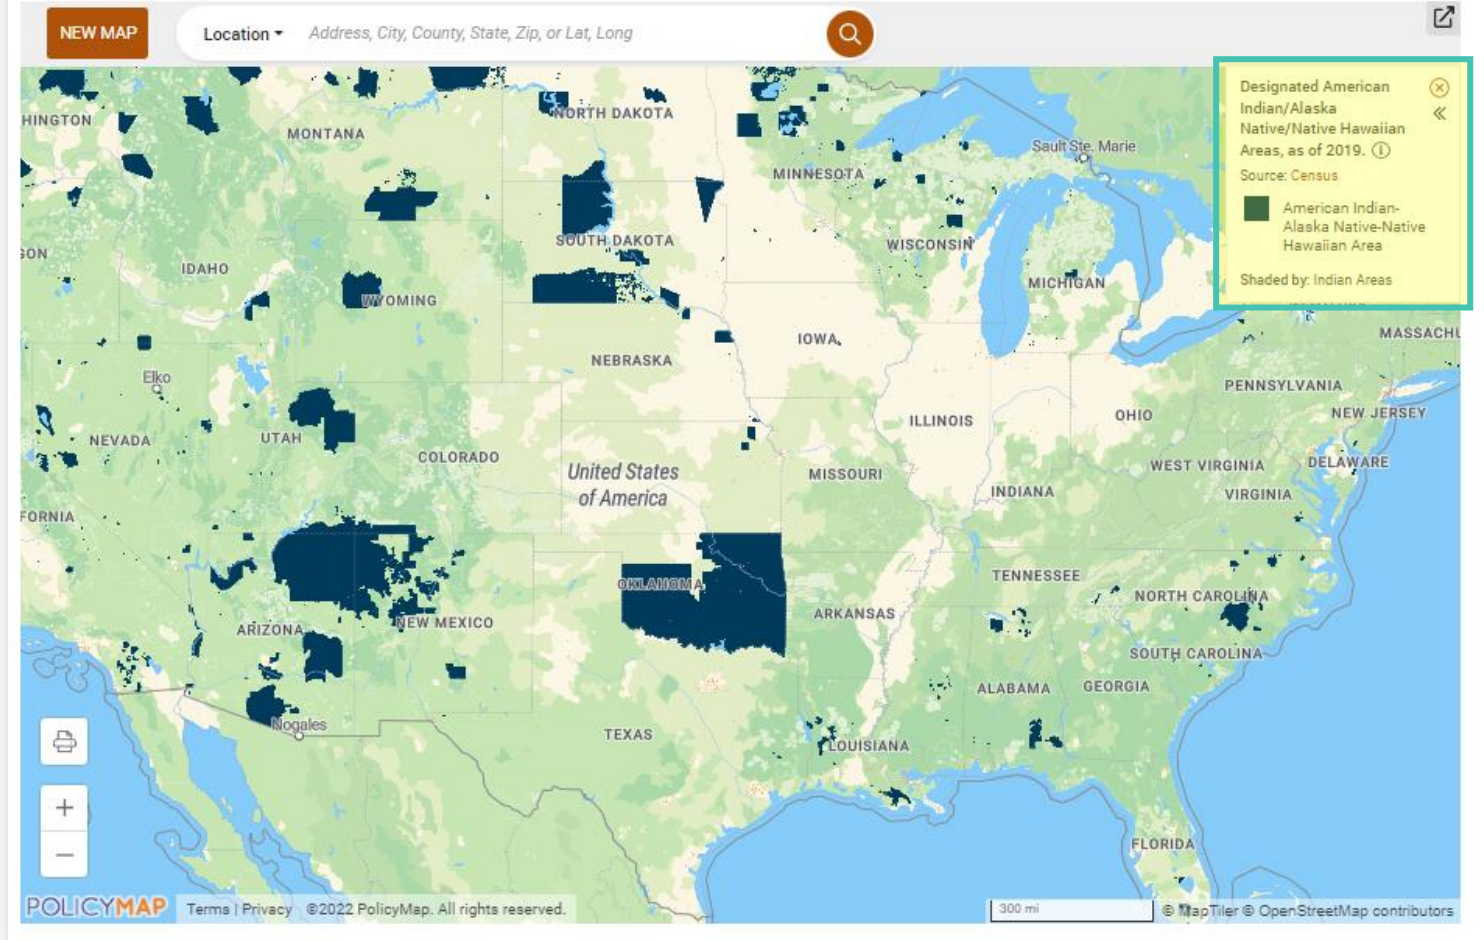 NEW MAP
Location
Address, City, County, State, Zip, or Lat, Long
Designated American
Indian/Alaska
Native/Native Hawaiian
Areas, as of 2019.
Source: Census
American Indian-
Alaska Native-Native
Hawaiian Area
Shaded by: Indian Areas
HINGTON
MONTANA
NORTH DAKOTA
MINNESOTA
Sault Ste. Marie
SOUTH DAKOTA
WISCONSIN
MICHIGAN
IDAHO
WYOMING
IOWA
MASSACHU
NEBRASKA
Elko
PENNSYLVANIA
NEW JERSEY
NEVADA
UTAH
COLORADO
ILLINOIS
OHIO
United States
of America
MISSOURI
INDIANA
WEST VIRGINIA
DELAWARE
VIRGINIA
FORNIA
OKLAHOMA
TENNESSEE
NORTH CAROLINA
ARIZONA
NEW MEXICO
ARKANSAS
SOUTH CAROLINA
ALABAMA
GEORGIA
Nogales
TEXAS
LOUISIANA
FLORIDA
+
−
POLICYMAP
Terms | Privacy ©2022 PolicyMap. All rights reserved.
300 mi
© MapTiler © OpenStreetMap contributors